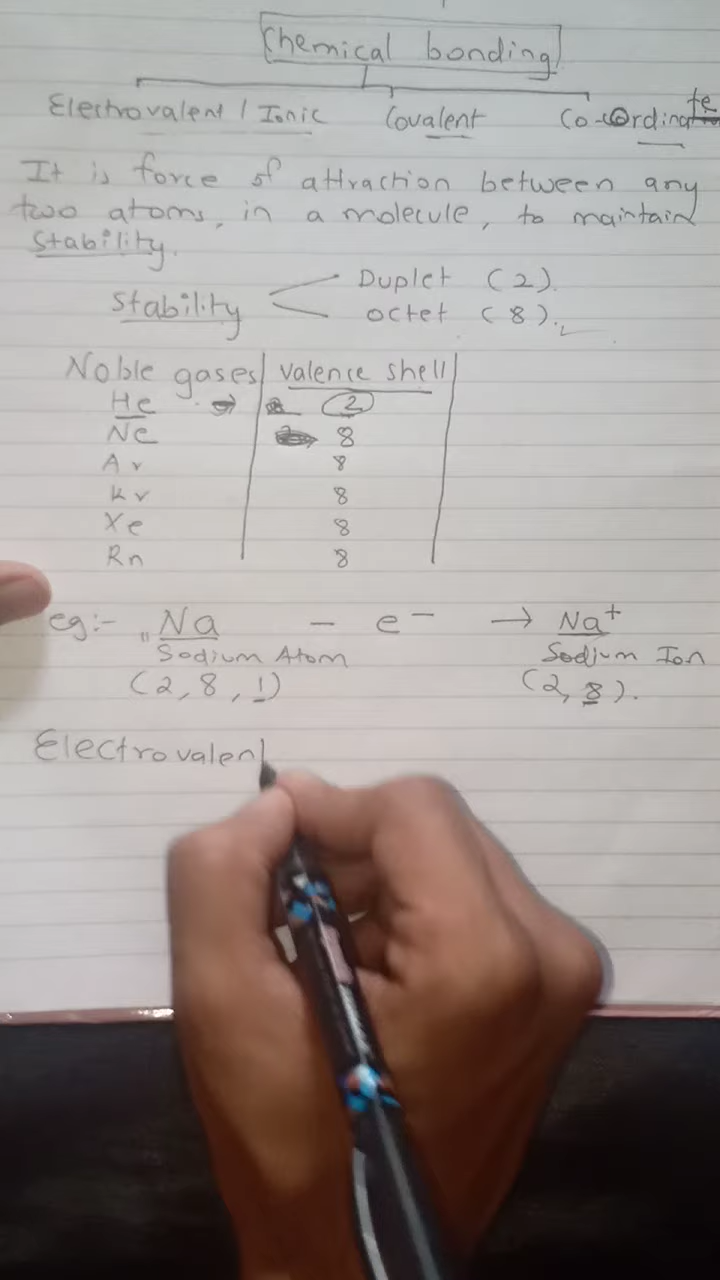 Chemical bonding
Electrovalent / Ionic Covalent Co-Ordinate
It is force of attraction between any
two atoms, in a molecule, to maintain
stability.
Stability Duplet (2).
octet (8).
Noble gases valence shell
He → 2
Ne 8
Ar 8
Kr 8
Xe 8
Rn 8
eg:- 11Na - e⁻ → Na⁺
Sodium Atom Sodium Ion
(2, 8, 1) (2, 8).
Electrovalent